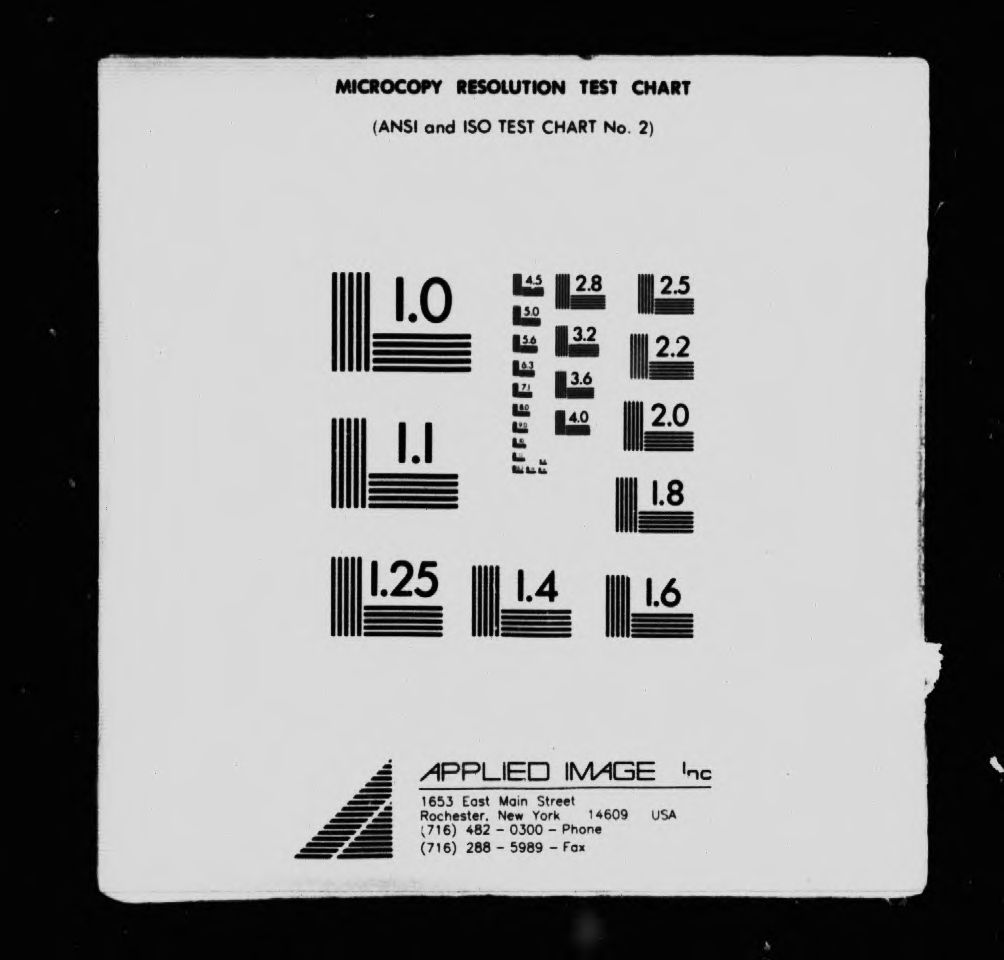 MICROCOPY RESOLUTION TEST CHART
(ANSI and ISO TEST CHART No. 2)
1.0
1.1
1.25
1.4
1.6
1.8
2.0
2.2
2.5
2.8
3.2
3.6
4.0
4.5
5.0
5.6
6.3
7.1
8.0
9.0
APPLIED IMAGE Inc
1653 East Main Street
Rochester, New York 14609 USA
(716) 482 - 0300 - Phone
(716) 288 - 5989 - Fax